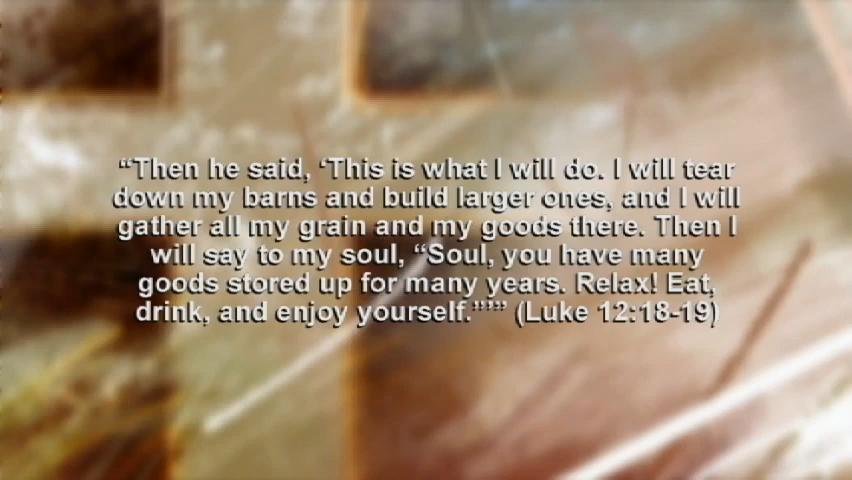 “Then he said, ‘This is what I will do. I will tear
down my barns and build larger ones, and I will
gather all my grain and my goods there. Then I
will say to my soul, “Soul, you have many
goods stored up for many years. Relax! Eat,
drink, and enjoy yourself.”’” (Luke 12:18-19)